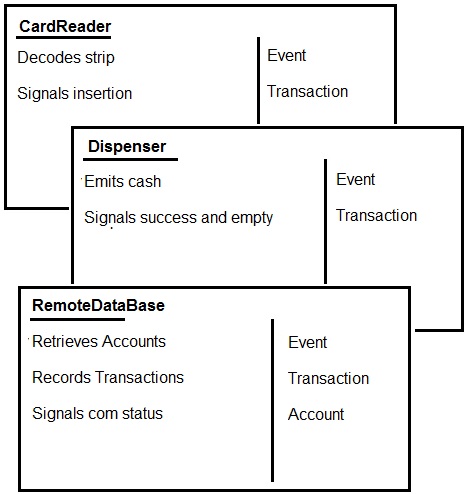 CardReader
Decodes strip
Event
Signals insertion
Transaction
Dispenser
Emits cash
Event
Signals success and empty
Transaction
RemoteDataBase
Retrieves Accounts
Event
Records Transactions
Transaction
Signals com status
Account